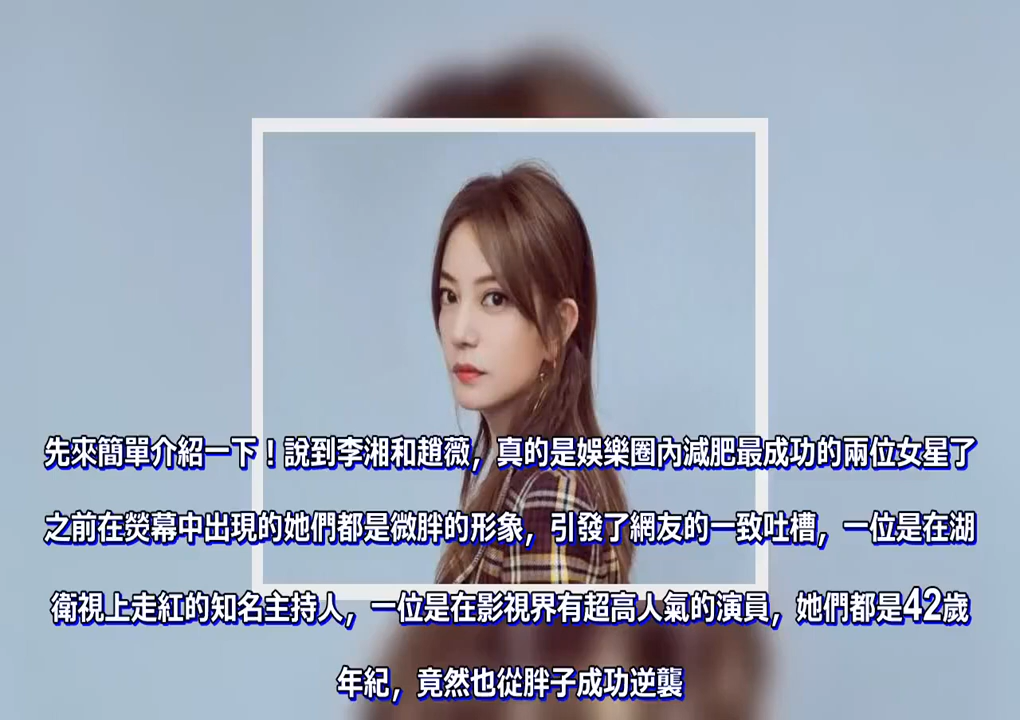 先來簡單介紹一下！說到李湘和趙薇，真的是娛樂圈內減肥最成功的兩位女星了
之前在熒幕中出現的她們都是微胖的形象，引發了網友的一致吐槽，一位是在湖
衛視上走紅的知名主持人，一位是在影視界有超高人氣的演員，她們都是42歲
年紀，竟然也從胖子成功逆襲